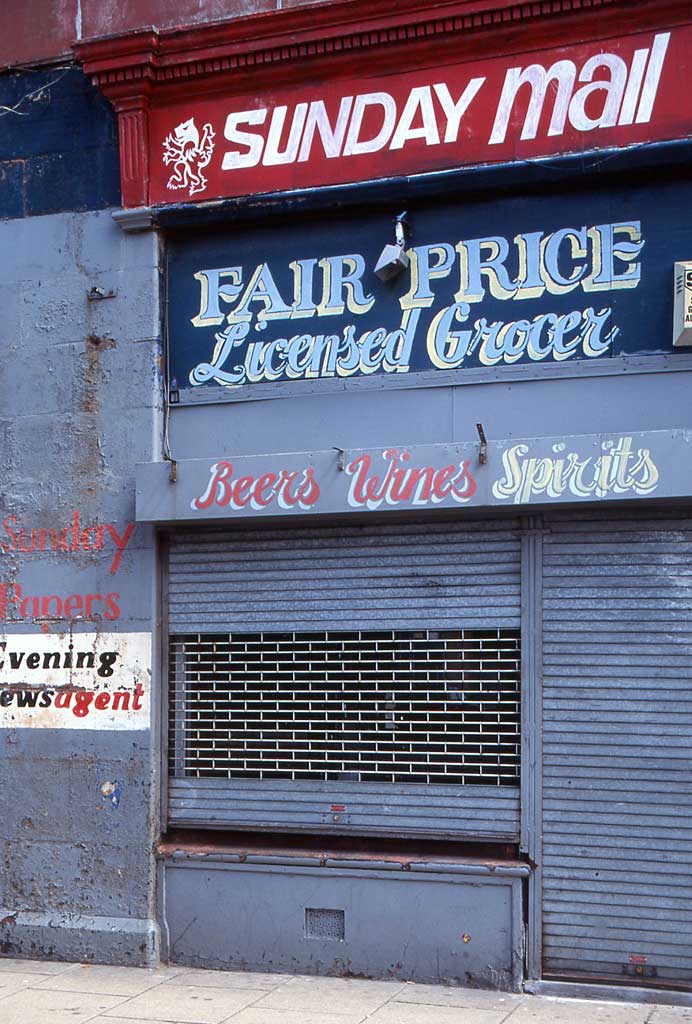 SUNDAY mail
FAIR PRICE
Licensed Grocer
Beers Wines Spirits
Sunday
Papers
Evening
ewsagent